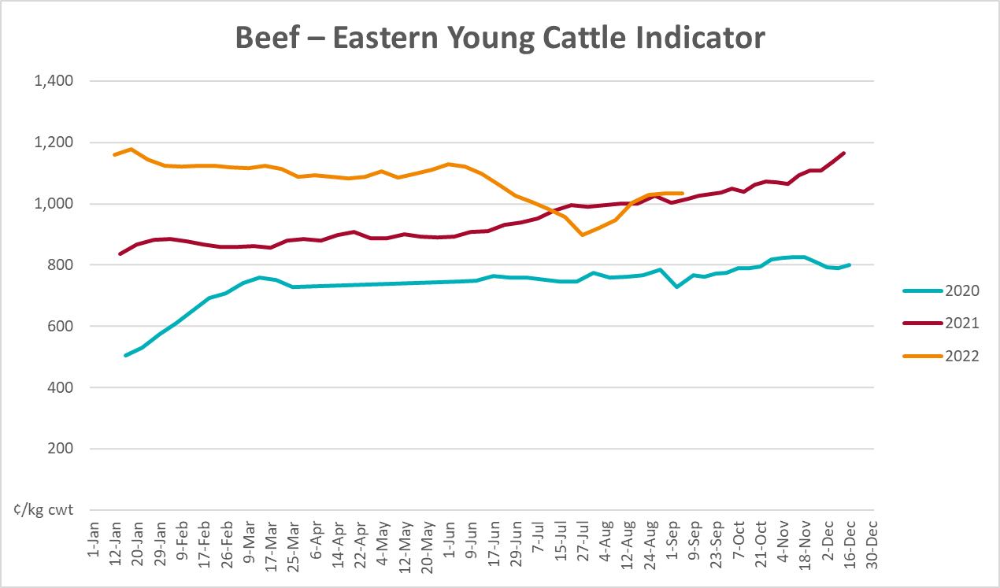 Beef – Eastern Young Cattle Indicator
1,400
1,200
1,000
800
600
400
200
¢/kg cwt
1-Jan
12-Jan
20-Jan
29-Jan
9-Feb
17-Feb
26-Feb
9-Mar
17-Mar
25-Mar
6-Apr
14-Apr
22-Apr
4-May
12-May
20-May
1-Jun
9-Jun
17-Jun
29-Jun
7-Jul
15-Jul
27-Jul
4-Aug
12-Aug
24-Aug
1-Sep
9-Sep
23-Sep
7-Oct
21-Oct
4-Nov
18-Nov
2-Dec
16-Dec
30-Dec
2020
2021
2022